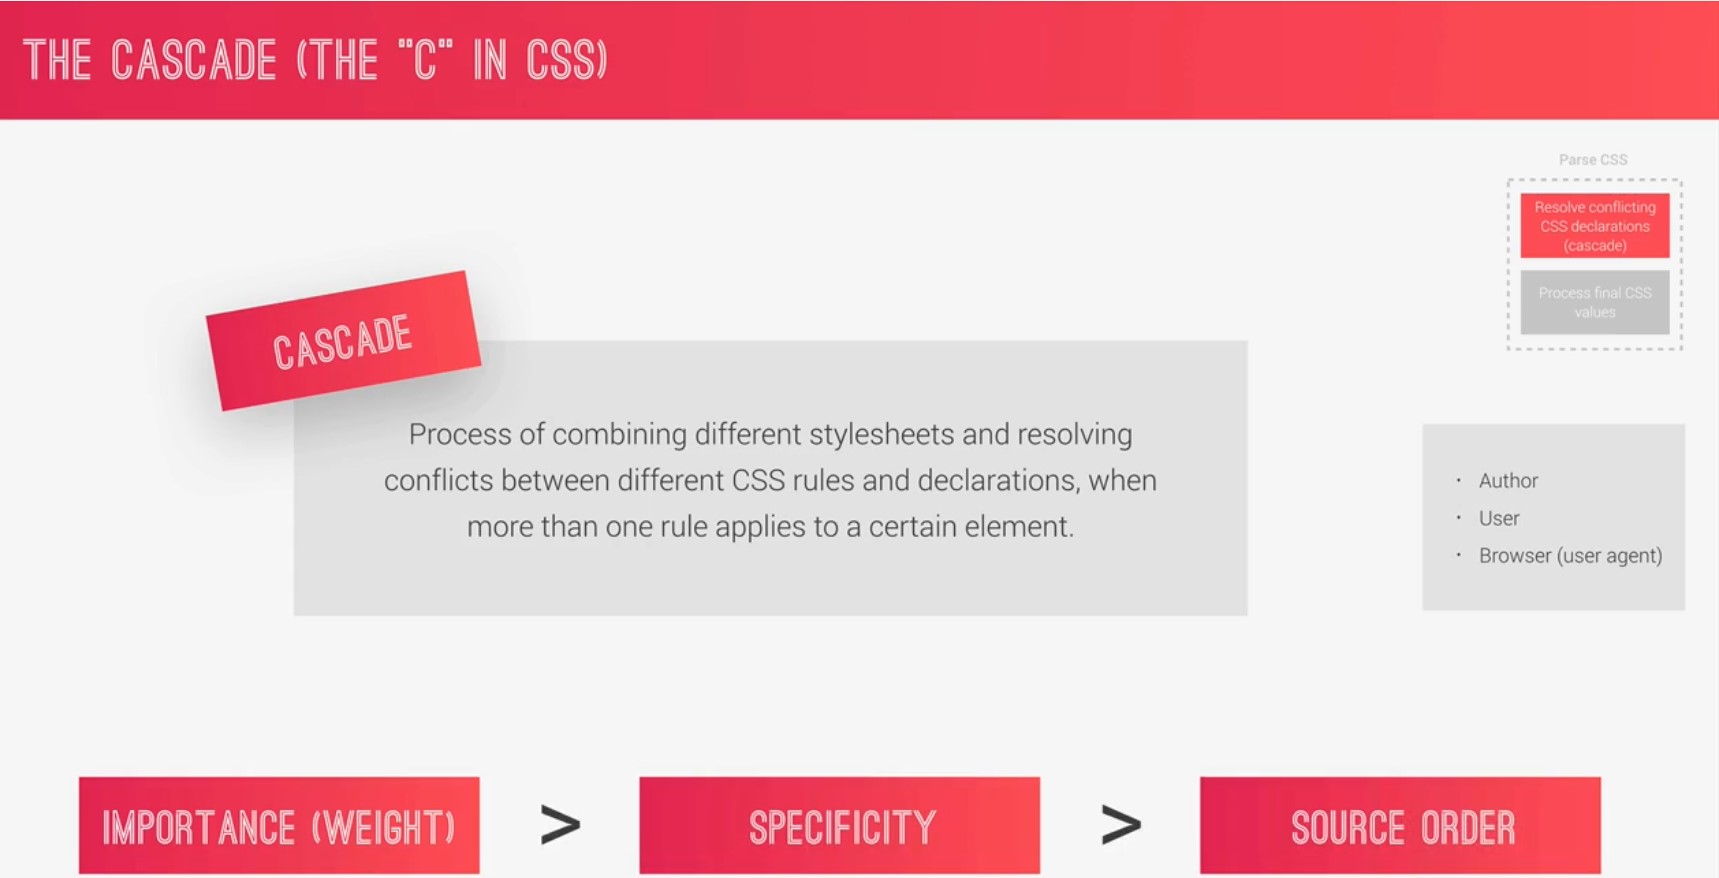 THE CASCADE (THE "C" IN CSS)
Parse CSS
Resolve conflicting
CSS declarations
(cascade)
Process final CSS
values
CASCADE
Process of combining different stylesheets and resolving
conflicts between different CSS rules and declarations, when
more than one rule applies to a certain element.
• Author
• User
• Browser (user agent)
IMPORTANCE (WEIGHT) > SPECIFICITY > SOURCE ORDER